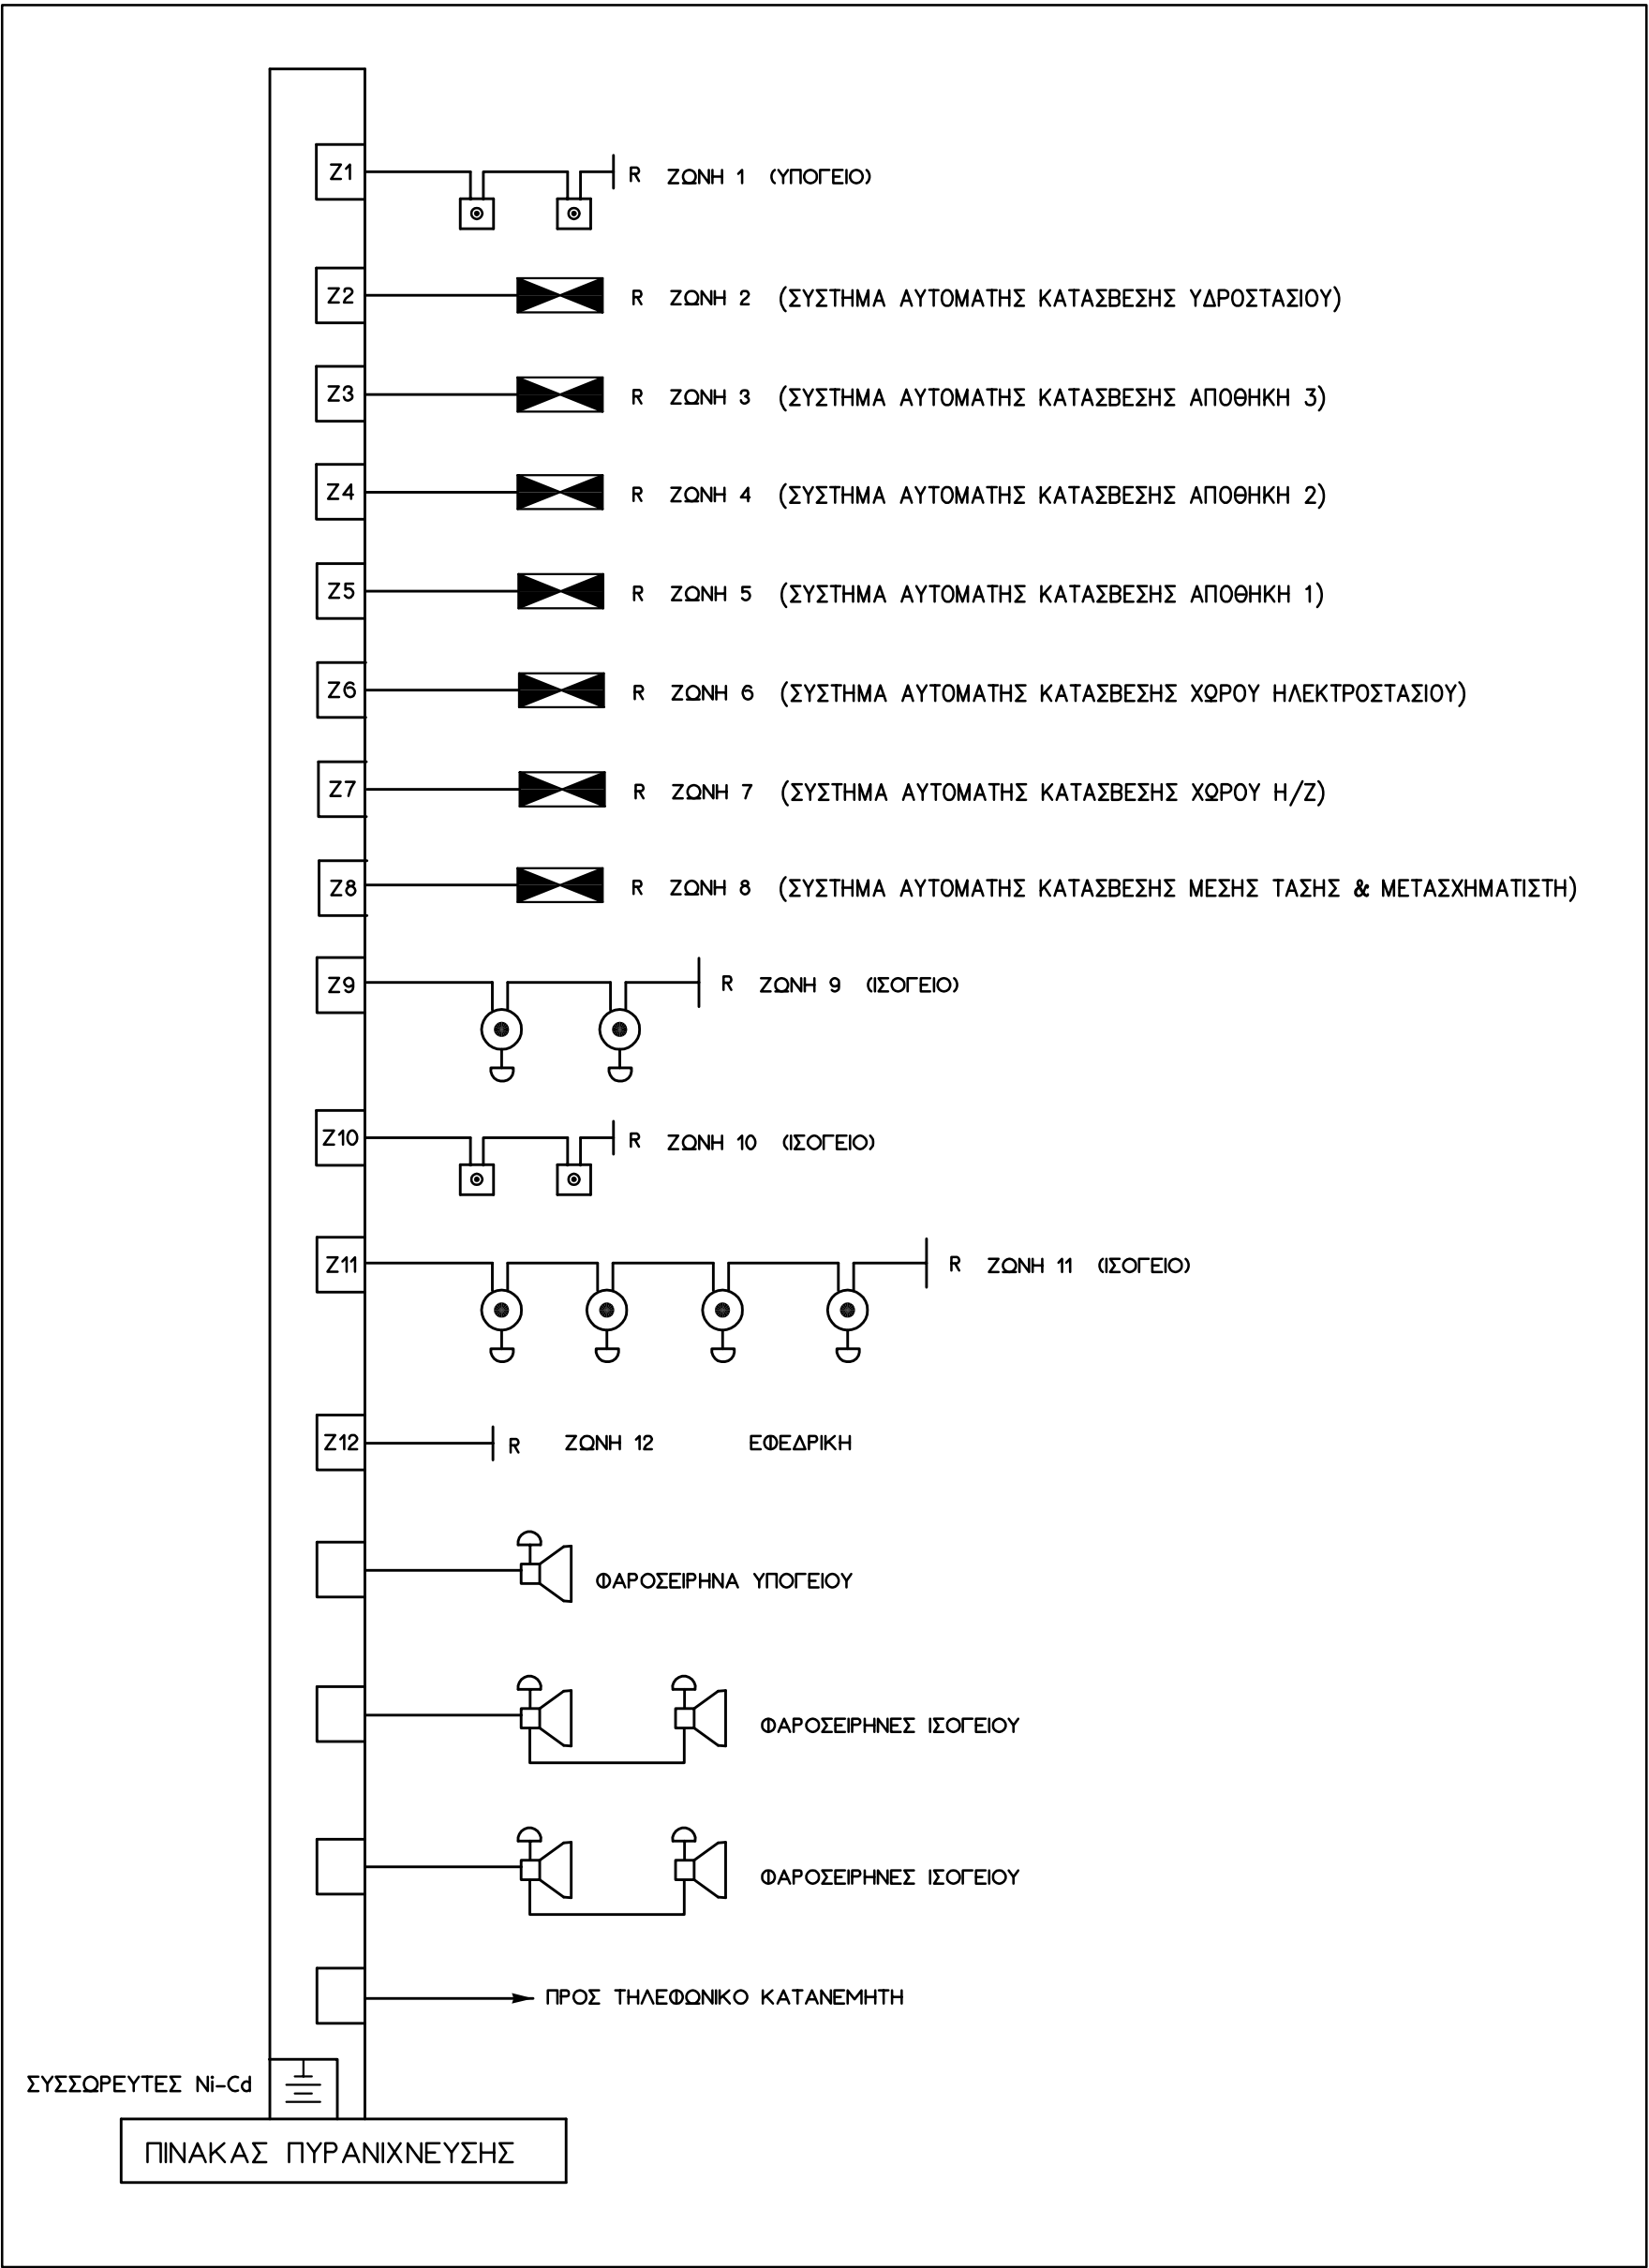 Z1 R ΖΩΝΗ 1 (ΥΠΟΓΕΙΟ)
Z2 R ΖΩΝΗ 2 (ΣΥΣΤΗΜΑ ΑΥΤΟΜΑΤΗΣ ΚΑΤΑΣΒΕΣΗΣ ΥΔΡΟΣΤΑΣΙΟΥ)
Z3 R ΖΩΝΗ 3 (ΣΥΣΤΗΜΑ ΑΥΤΟΜΑΤΗΣ ΚΑΤΑΣΒΕΣΗΣ ΑΠΟΘΗΚΗ 3)
Z4 R ΖΩΝΗ 4 (ΣΥΣΤΗΜΑ ΑΥΤΟΜΑΤΗΣ ΚΑΤΑΣΒΕΣΗΣ ΑΠΟΘΗΚΗ 2)
Z5 R ΖΩΝΗ 5 (ΣΥΣΤΗΜΑ ΑΥΤΟΜΑΤΗΣ ΚΑΤΑΣΒΕΣΗΣ ΑΠΟΘΗΚΗ 1)
Z6 R ΖΩΝΗ 6 (ΣΥΣΤΗΜΑ ΑΥΤΟΜΑΤΗΣ ΚΑΤΑΣΒΕΣΗΣ ΧΩΡΟΥ ΗΛΕΚΤΡΟΣΤΑΣΙΟΥ)
Z7 R ΖΩΝΗ 7 (ΣΥΣΤΗΜΑ ΑΥΤΟΜΑΤΗΣ ΚΑΤΑΣΒΕΣΗΣ ΧΩΡΟΥ Η/Ζ)
Z8 R ΖΩΝΗ 8 (ΣΥΣΤΗΜΑ ΑΥΤΟΜΑΤΗΣ ΚΑΤΑΣΒΕΣΗΣ ΜΕΣΗΣ ΤΑΣΗΣ & ΜΕΤΑΣΧΗΜΑΤΙΣΤΗ)
Z9 R ΖΩΝΗ 9 (ΙΣΟΓΕΙΟ)
Z10 R ΖΩΝΗ 10 (ΙΣΟΓΕΙΟ)
Z11 R ΖΩΝΗ 11 (ΙΣΟΓΕΙΟ)
Z12 R ΖΩΝΗ 12 ΕΦΕΔΡΙΚΗ
ΦΑΡΟΣΕΙΡΗΝΑ ΥΠΟΓΕΙΟΥ
ΦΑΡΟΣΕΙΡΗΝΕΣ ΙΣΟΓΕΙΟΥ
ΦΑΡΟΣΕΙΡΗΝΕΣ ΙΣΟΓΕΙΟΥ
ΠΡΟΣ ΤΗΛΕΦΩΝΙΚΟ ΚΑΤΑΝΕΜΗΤΗ
ΣΥΣΣΩΡΕΥΤΕΣ Ni-Cd
ΠΙΝΑΚΑΣ ΠΥΡΑΝΙΧΝΕΥΣΗΣ